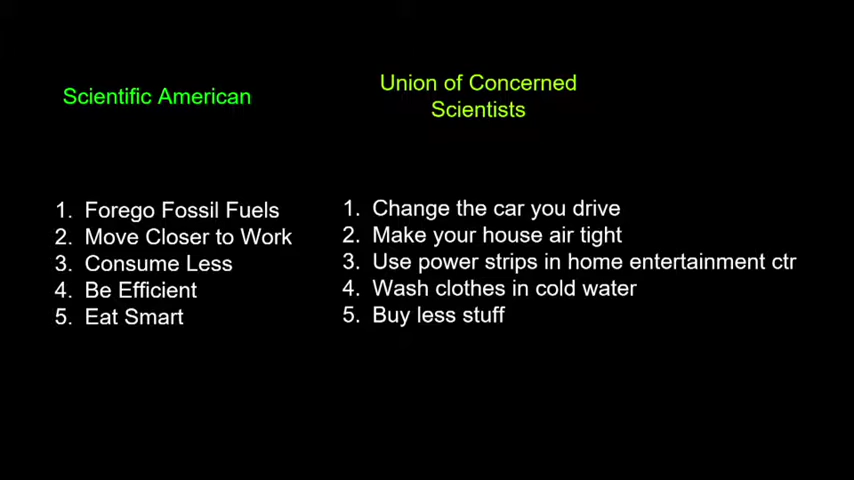 Scientific American
1. Forego Fossil Fuels
2. Move Closer to Work
3. Consume Less
4. Be Efficient
5. Eat Smart
Union of Concerned
Scientists
1. Change the car you drive
2. Make your house air tight
3. Use power strips in home entertainment ctr
4. Wash clothes in cold water
5. Buy less stuff